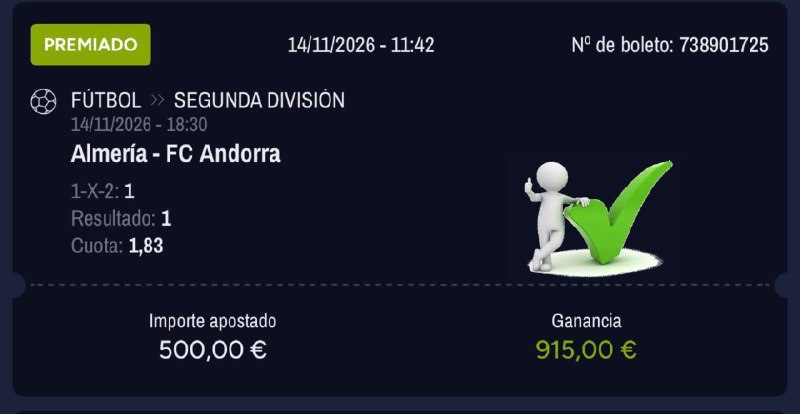 PREMIADO 14/11/2026 - 11:42 Nº de boleto: 738901725
FÚTBOL >> SEGUNDA DIVISIÓN
14/11/2026 - 18:30
Almería - FC Andorra
1-X-2: 1
Resultado: 1
Cuota: 1,83
Importe apostado Ganancia
500,00 € 915,00 €